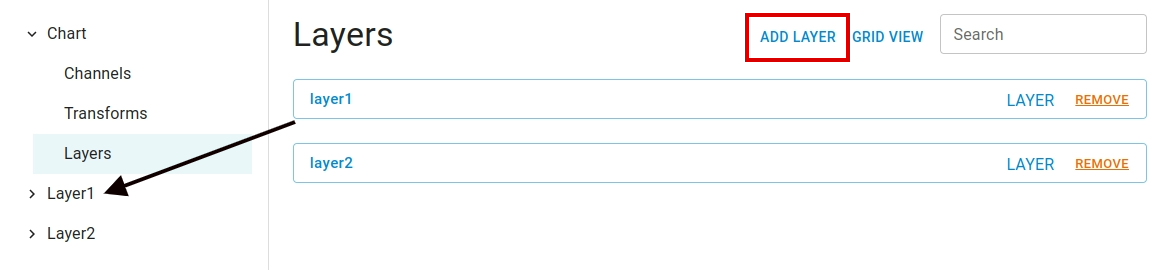 Chart
Channels
Transforms
Layers
Layer1
Layer2
Layers
ADD LAYER GRID VIEW Search
layer1 LAYER REMOVE
layer2 LAYER REMOVE